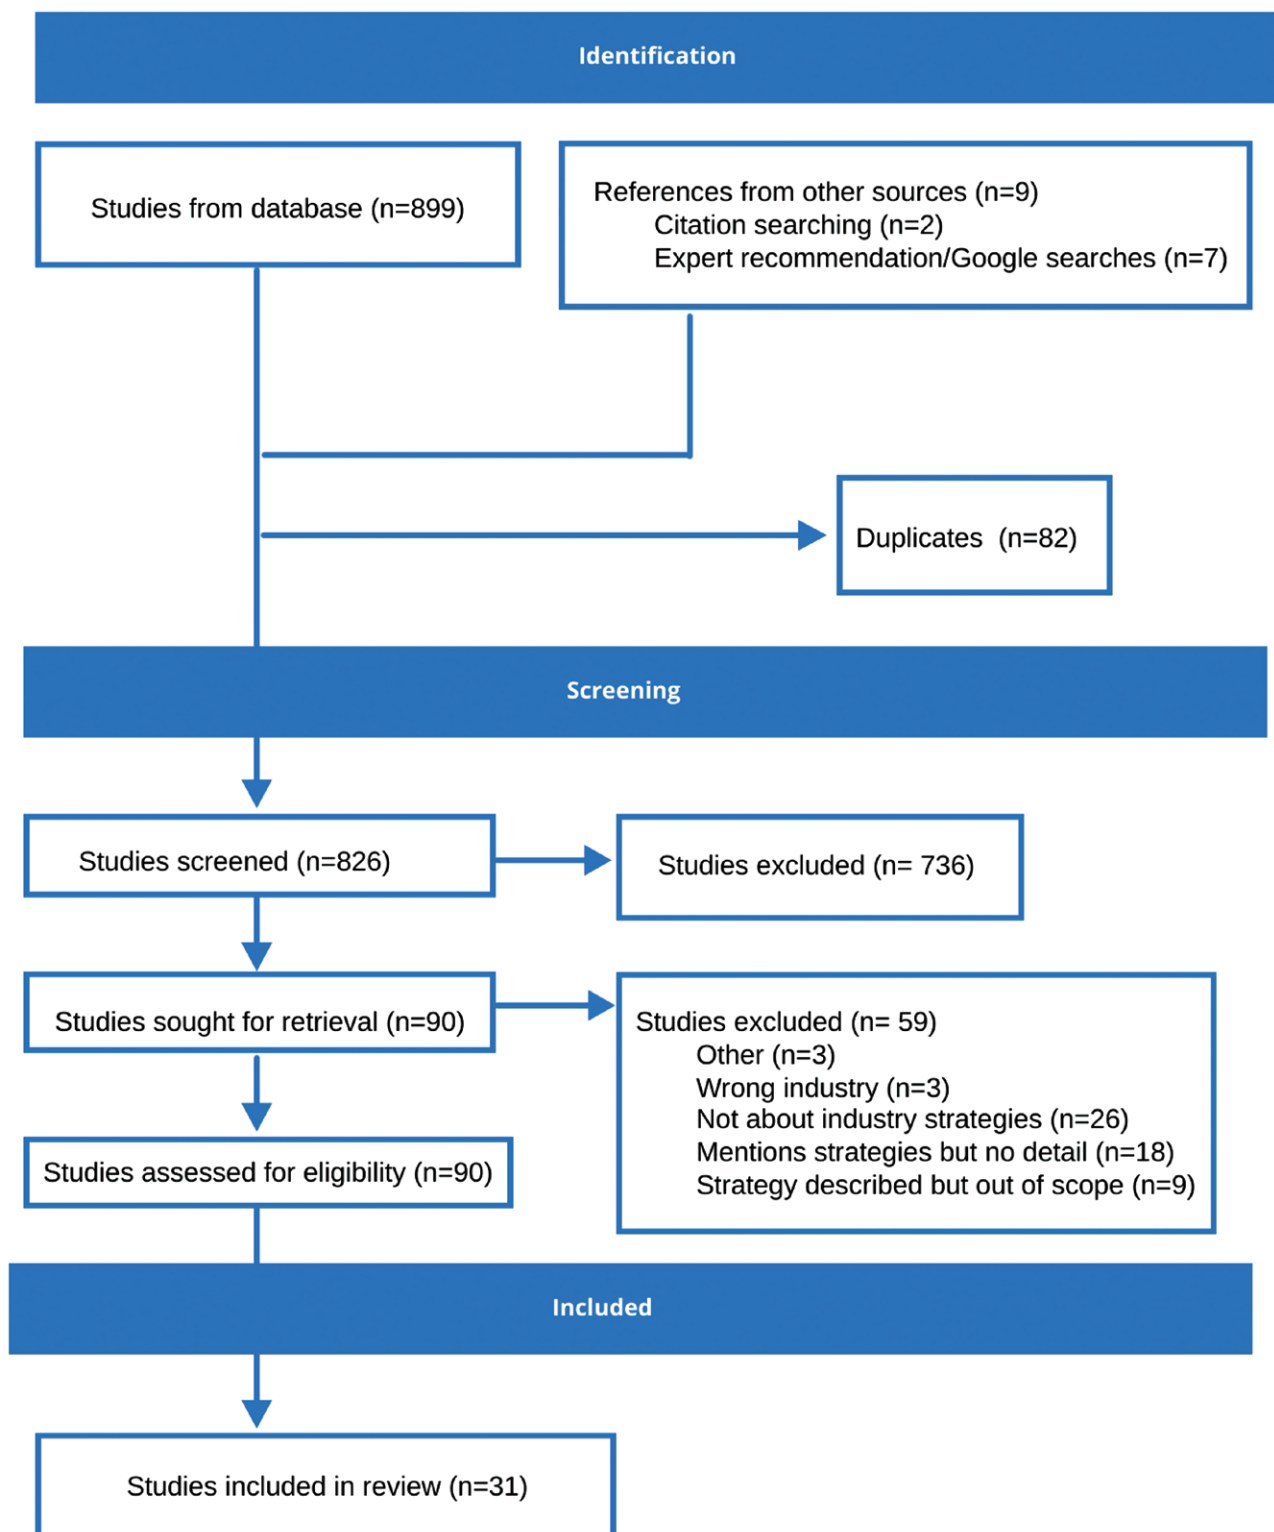 Identification
Studies from database (n=899)
References from other sources (n=9)
Citation searching (n=2)
Expert recommendation/Google searches (n=7)
Duplicates (n=82)
Screening
Studies screened (n=826)
Studies excluded (n= 736)
Studies sought for retrieval (n=90)
Studies excluded (n= 59)
Other (n=3)
Wrong industry (n=3)
Not about industry strategies (n=26)
Mentions strategies but no detail (n=18)
Strategy described but out of scope (n=9)
Studies assessed for eligibility (n=90)
Included
Studies included in review (n=31)